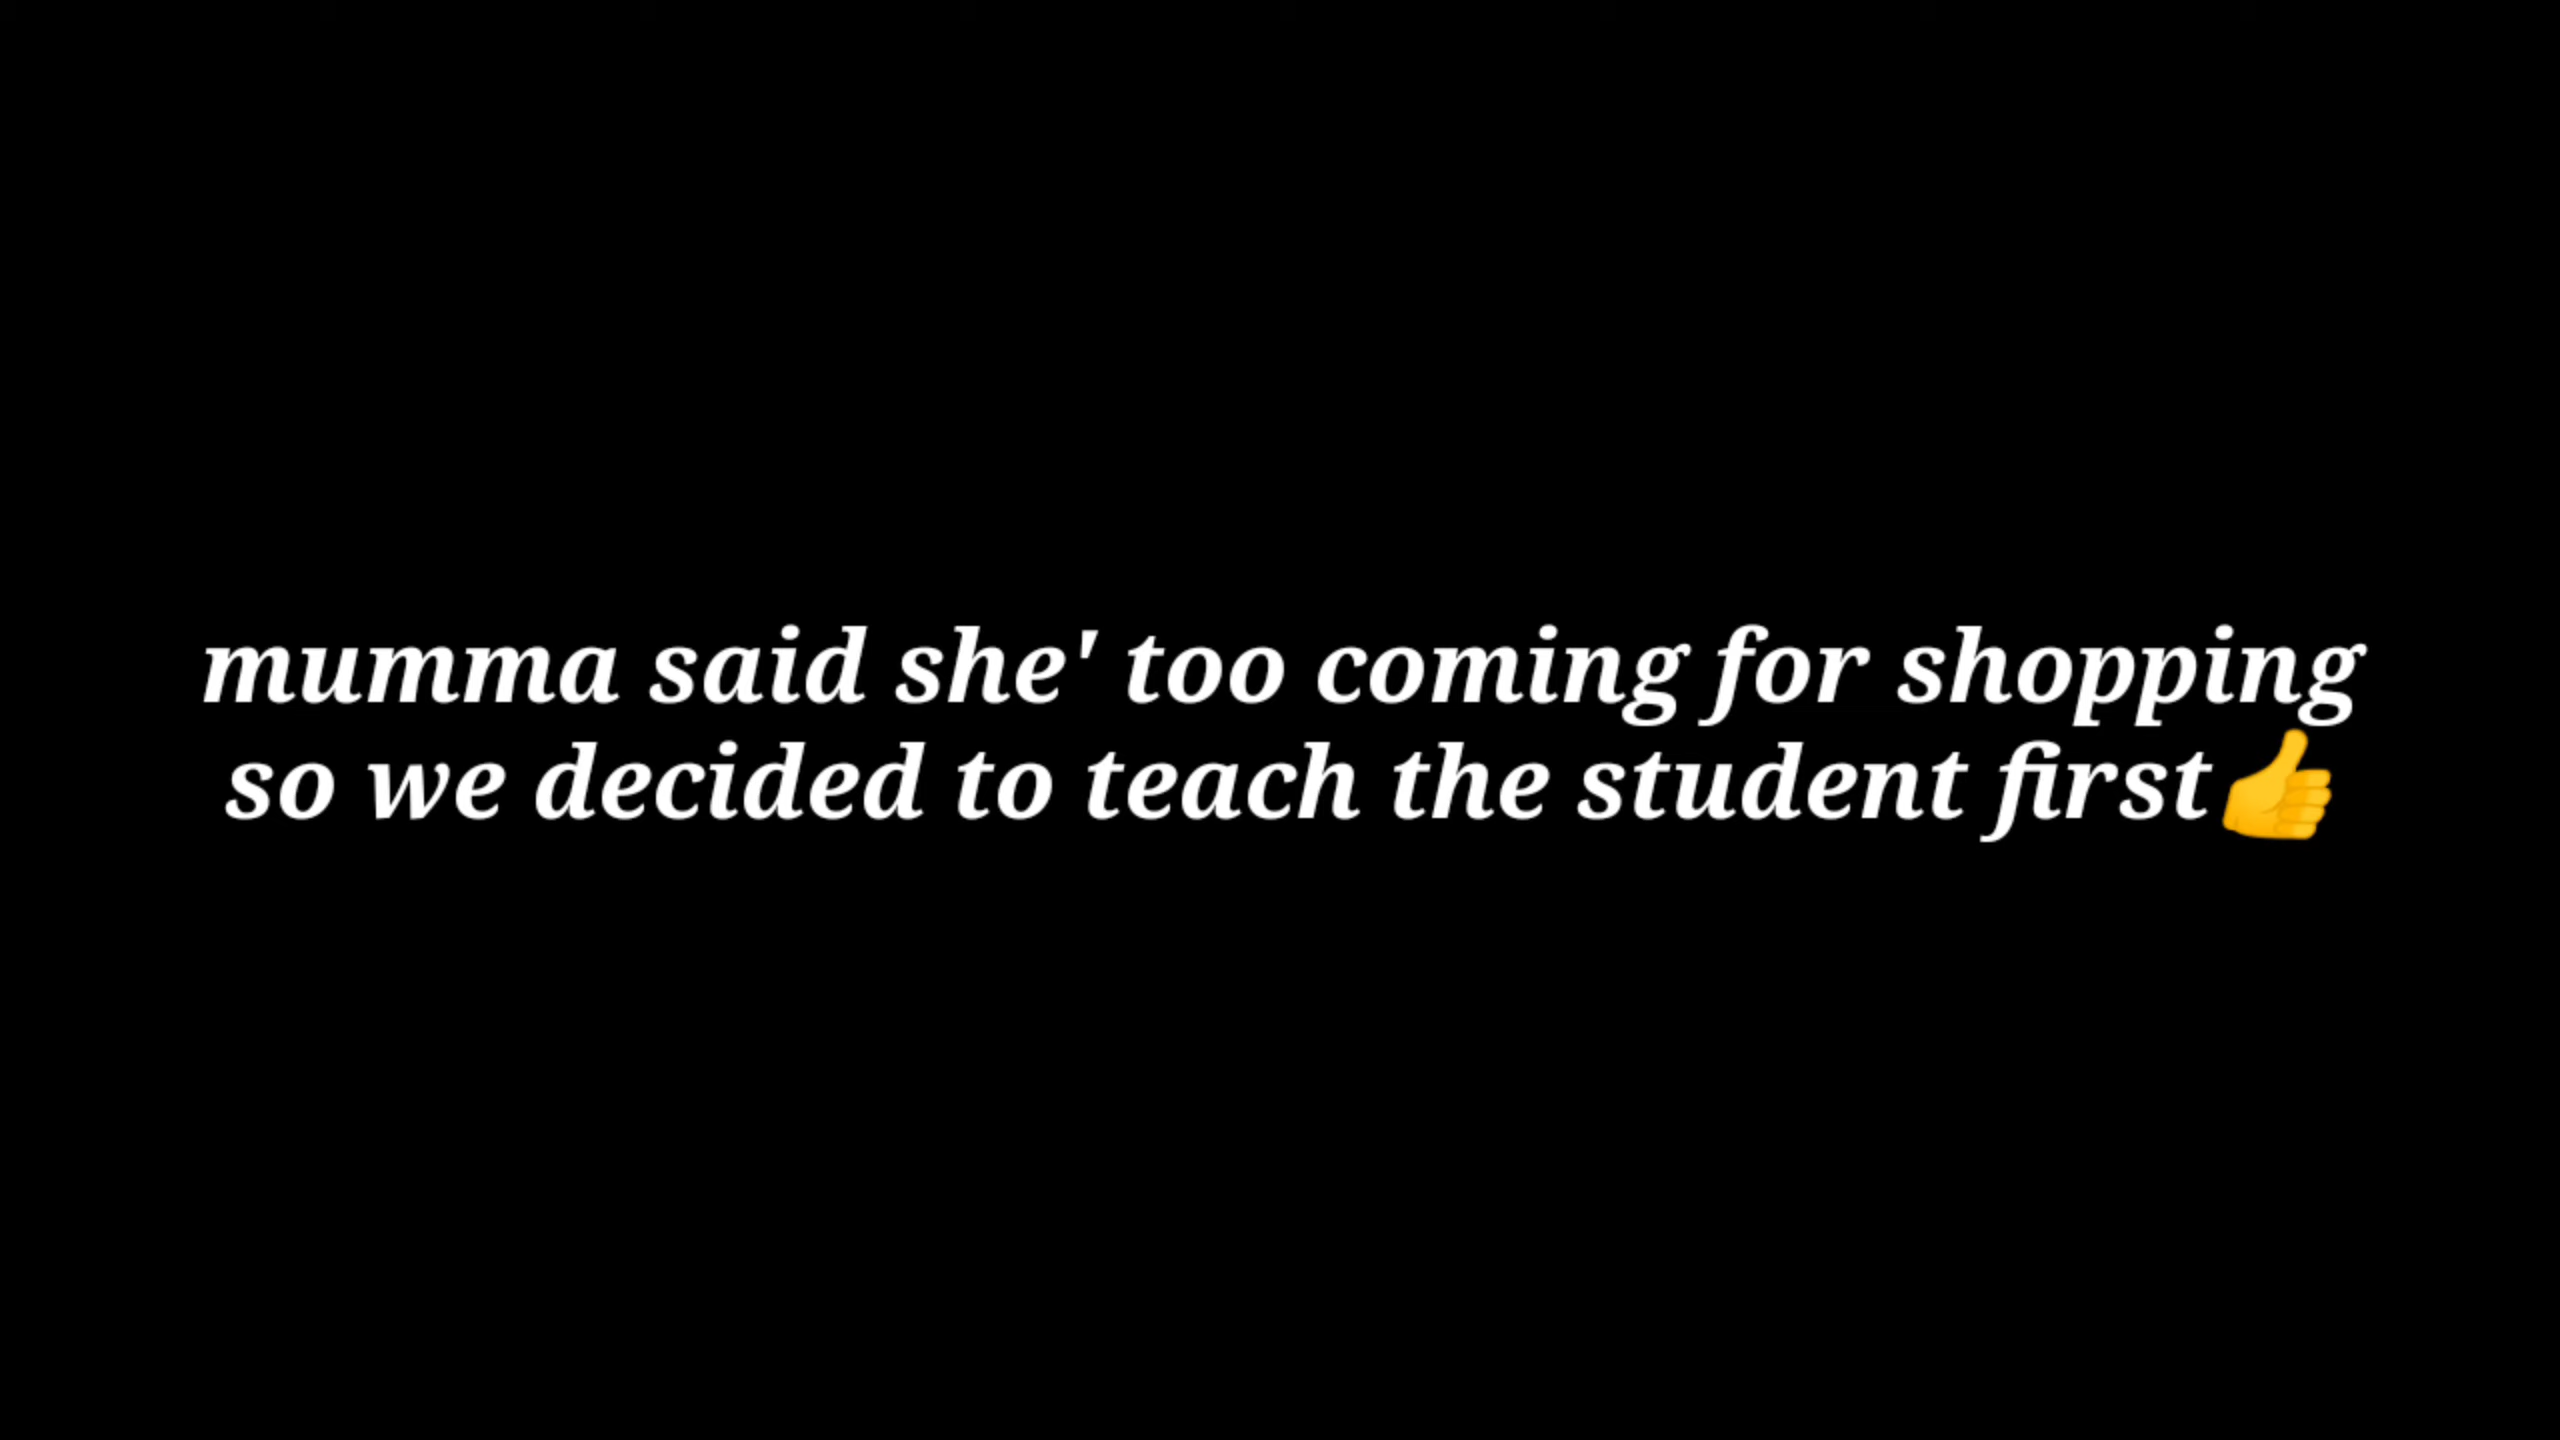 mumma said she' too coming for shopping
so we decided to teach the student first👍